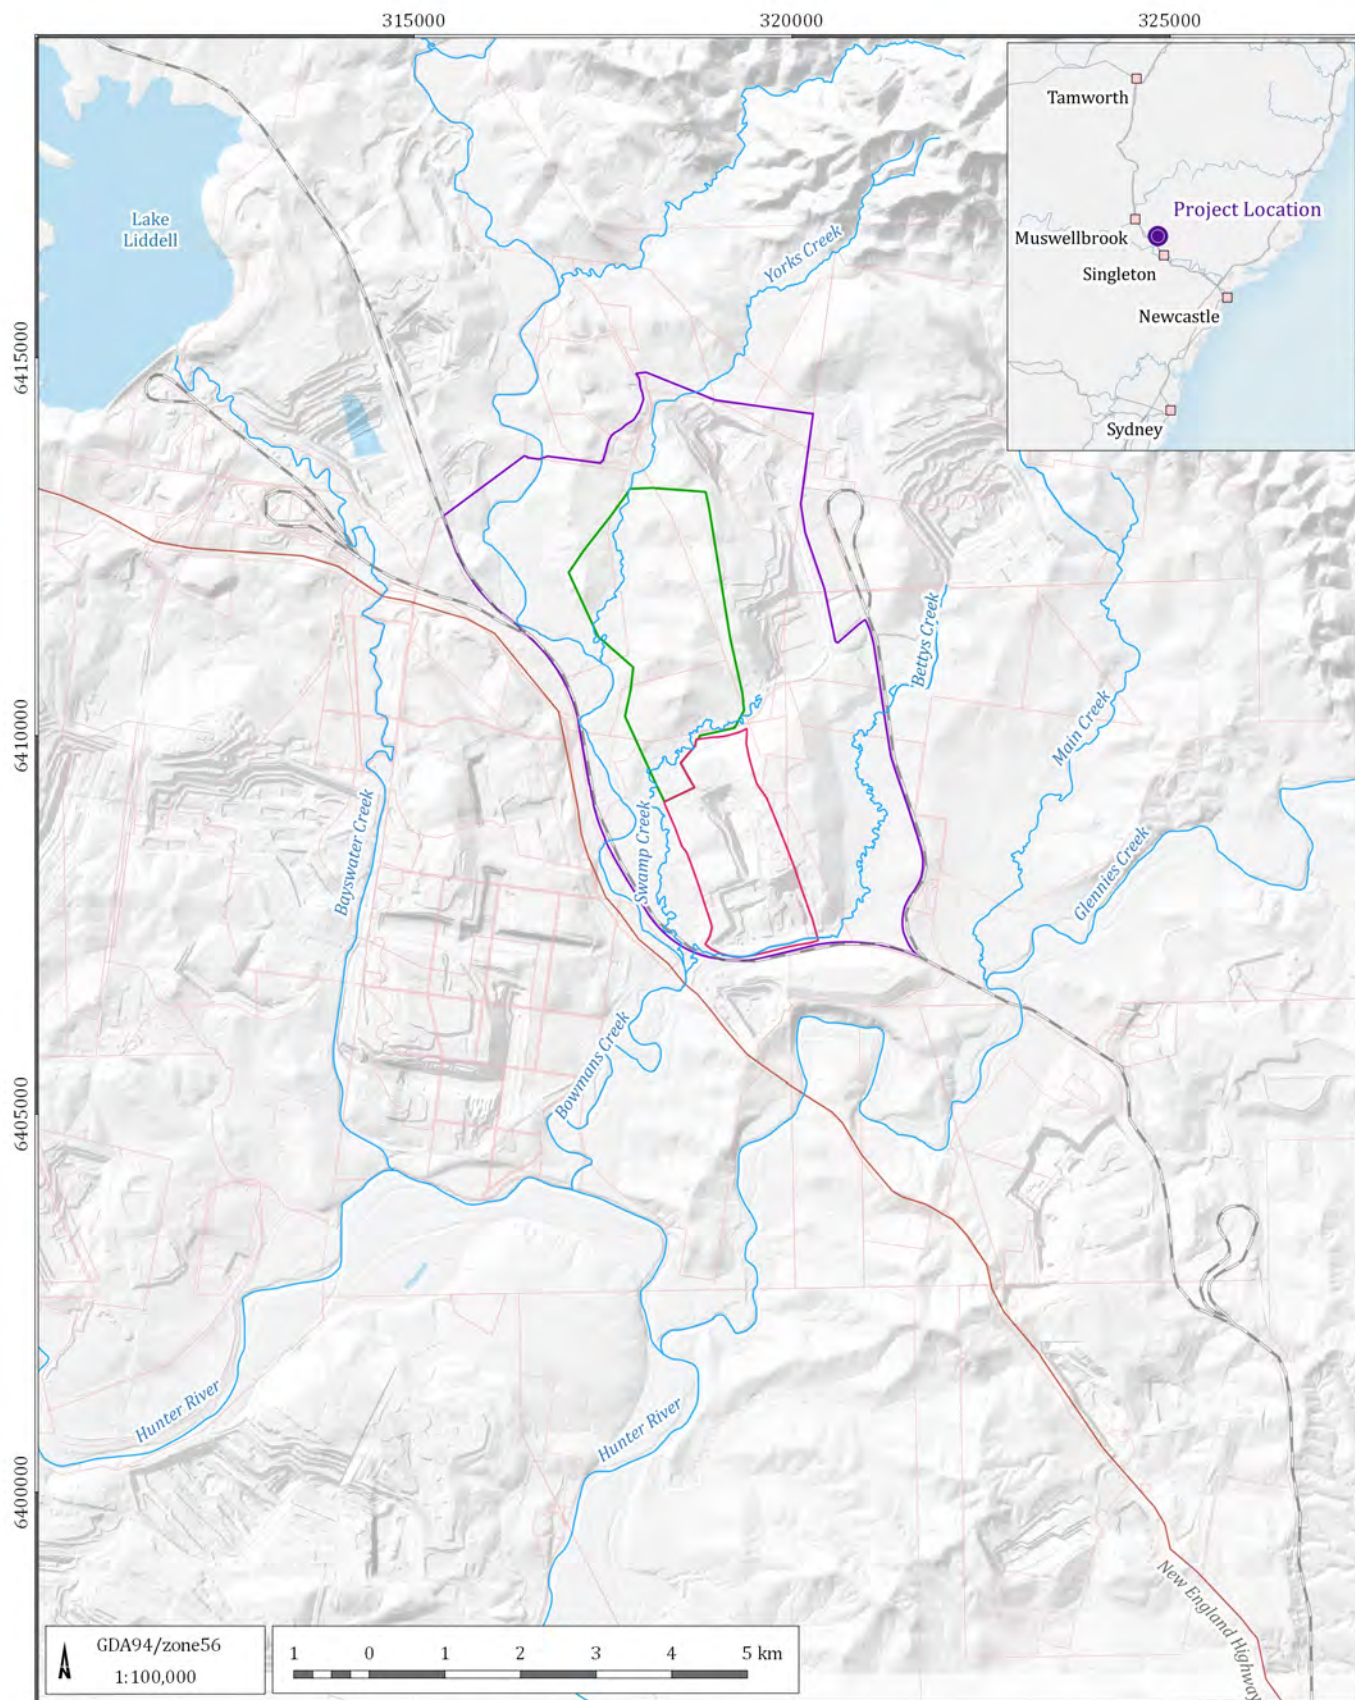 315000
320000
325000
Tamworth
Project Location
Muswellbrook
Singleton
Newcastle
Sydney
Lake
Liddell
Yorks Creek
6415000
Bettys Creek
Main Creek
6410000
Bayswater Creek
Swamp Creek
Glennies Creek
Bowmans Creek
6405000
Hunter River
Hunter River
6400000
New England Highway
N
GDA94/zone56
1:100,000
1 0 1 2 3 4 5 km